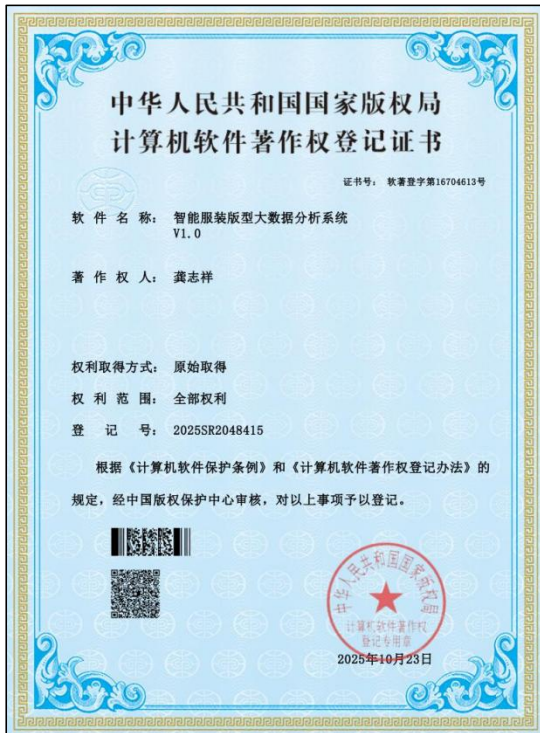 中华人民共和国国家版权局
计算机软件著作权登记证书
证书号： 软著登字第16704613号
软 件 名 称： 智能服装版型大数据分析系统
V1.0
著 作 权 人： 龚志祥
权利取得方式： 原始取得
权 利 范 围： 全部权利
登 记 号： 2025SR2048415
根据《计算机软件保护条例》和《计算机软件著作权登记办法》的
规定，经中国版权保护中心审核，对以上事项予以登记。
中华人民共和国国家版权局
计算机软件著作权
登记专用章
2025年10月23日